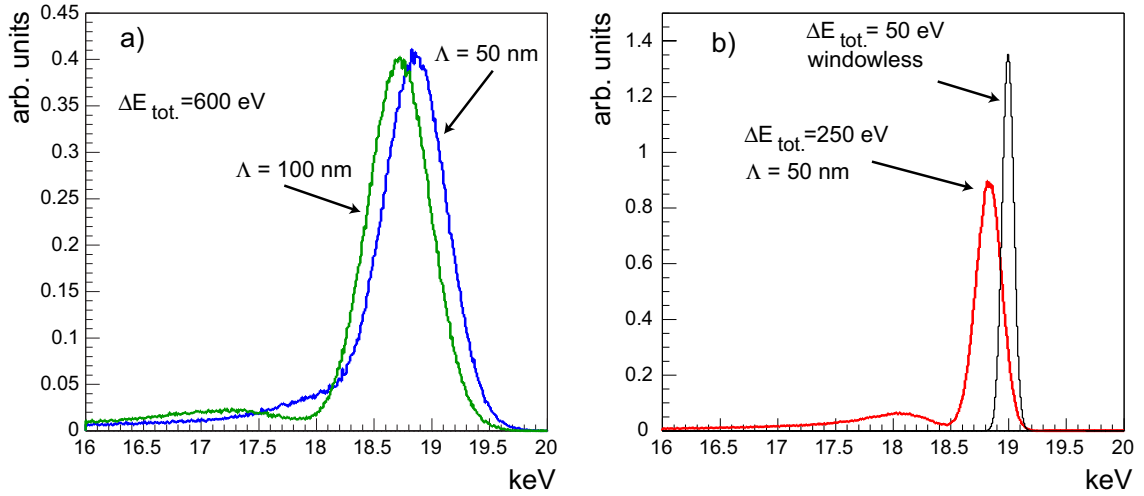 a)
arb. units
0.45
0.4
0.35
0.3
0.25
0.2
0.15
0.1
0.05
0
Λ = 50 nm
ΔE tot.=600 eV
Λ = 100 nm
16 17 17.5 18 18.5 19 19.5 20
keV
b)
arb. units
1.4
1.2
1
0.8
0.6
0.4
0.2
0
ΔE tot.= 50 eV
windowless
ΔE tot.=250 eV
Λ = 50 nm
16 17 17.5 18 18.5 19 19.5 20
keV